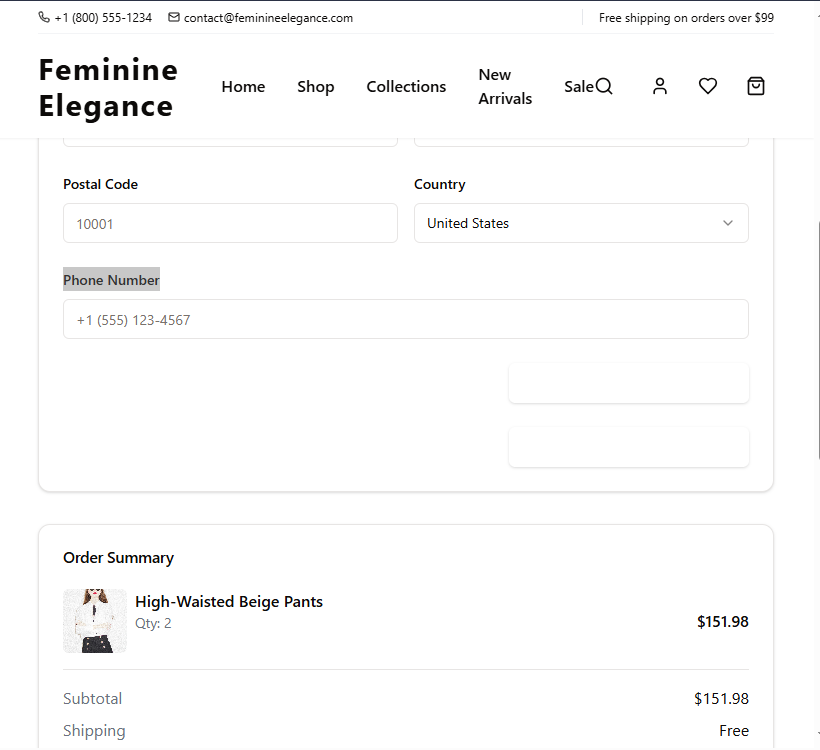 +1 (800) 555-1234 contact@feminineelegance.com Free shipping on orders over $99
Feminine
Elegance
Home Shop Collections New Arrivals Sale
Postal Code Country
10001 United States
Phone Number
+1 (555) 123-4567
Order Summary
High-Waisted Beige Pants
Qty: 2
$151.98
Subtotal $151.98
Shipping Free